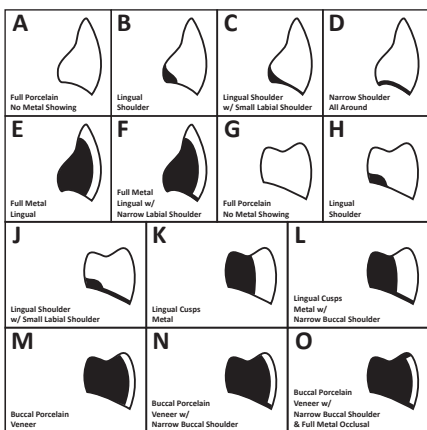 A
Full Porcelain
No Metal Showing
B
Lingual
Shoulder
C
Lingual Shoulder
w/ Small Labial Shoulder
D
Narrow Shoulder
All Around
E
Full Metal
Lingual
F
Full Metal
Lingual w/
Narrow Labial Shoulder
G
Full Porcelain
No Metal Showing
H
Lingual
Shoulder
J
Lingual Shoulder
w/ Small Labial Shoulder
K
Lingual Cusps
Metal
L
Lingual Cusps
Metal w/
Narrow Buccal Shoulder
M
Buccal Porcelain
Veneer
N
Buccal Porcelain
Veneer w/
Narrow Buccal Shoulder
O
Buccal Porcelain
Veneer w/
Narrow Buccal Shoulder
& Full Metal Occlusal